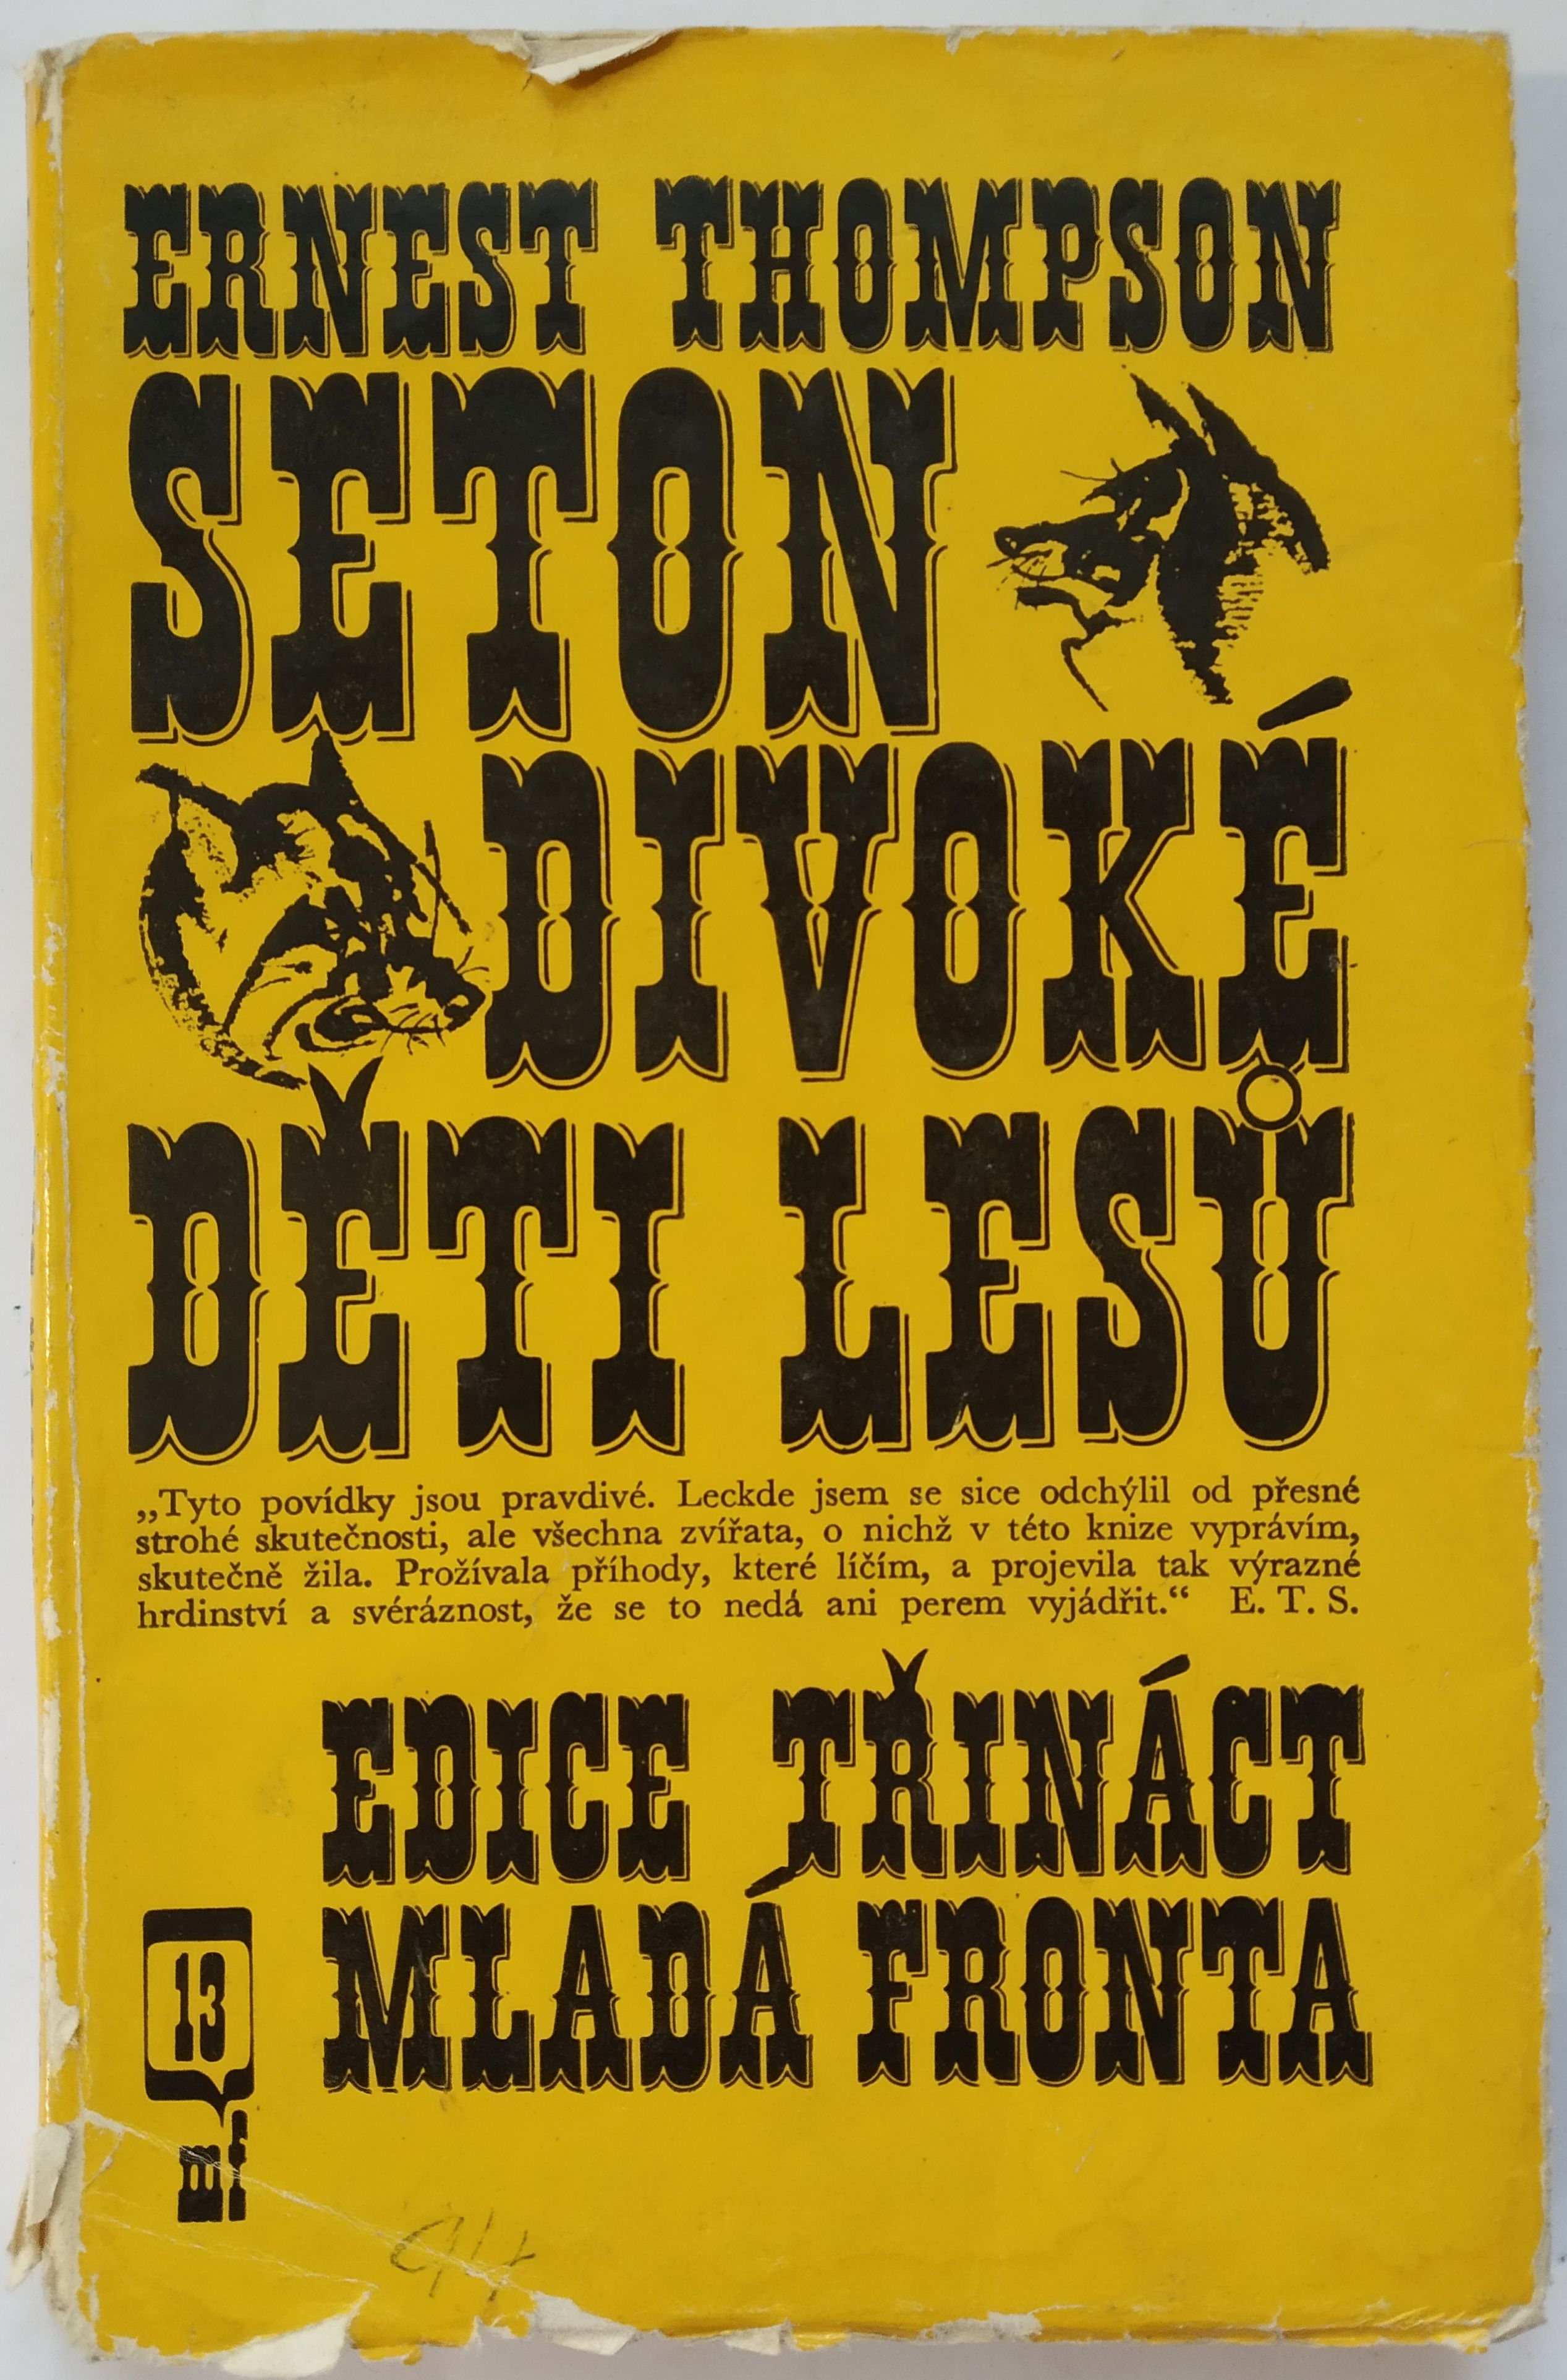 ERNEST THOMPSON
SETON
DIVOKÉ
DĚTI LESŮ
„Tyto povídky jsou pravdivé. Leckde jsem se sice odchýlil od přesné
strohé skutečnosti, ale všechna zvířata, o nichž v této knize vyprávím,
skutečně žila. Prožívala příhody, které líčím, a projevila tak výrazné
hrdinství a svéráznost, že se to nedá ani perem vyjádřit.“ E. T. S.
EDICE TŘINÁCT
MLADÁ FRONTA
13
mf